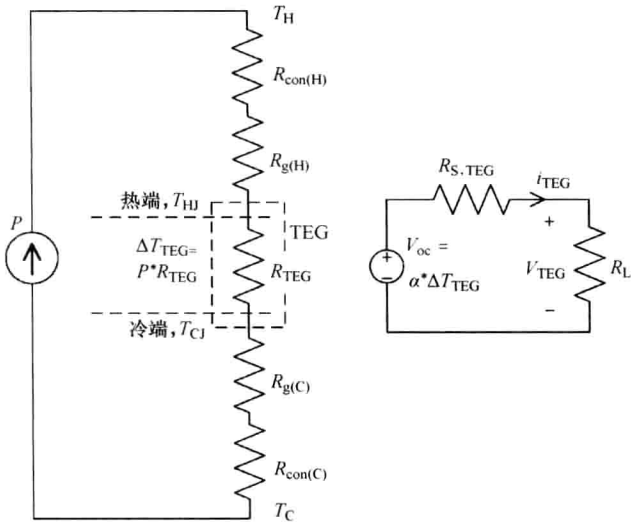 T_H
R_con(H)
R_g(H)
热端, T_HJ
P
ΔT_TEG=
P*R_TEG
TEG
R_TEG
冷端, T_CJ
R_g(C)
R_con(C)
T_C
R_S,TEG
i_TEG
+
V_oc =
α*ΔT_TEG
+
−
V_TEG
R_L
−